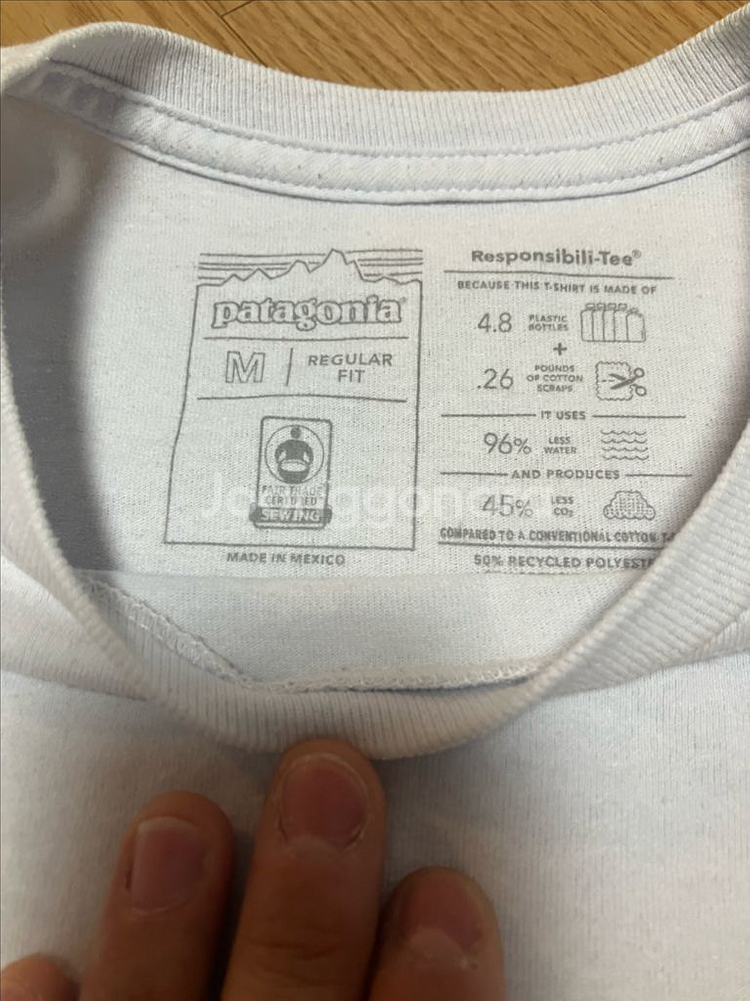 patagonia®
M | REGULAR FIT
FAIR TRADE
CERTIFIED
SEWING
MADE IN MEXICO
Responsibili-Tee®
BECAUSE THIS T-SHIRT IS MADE OF
4.8 PLASTIC BOTTLES
+
.26 POUNDS OF COTTON SCRAPS
IT USES
96% LESS WATER
AND PRODUCES
45% LESS CO₂
COMPARED TO A CONVENTIONAL COTTON
50% RECYCLED